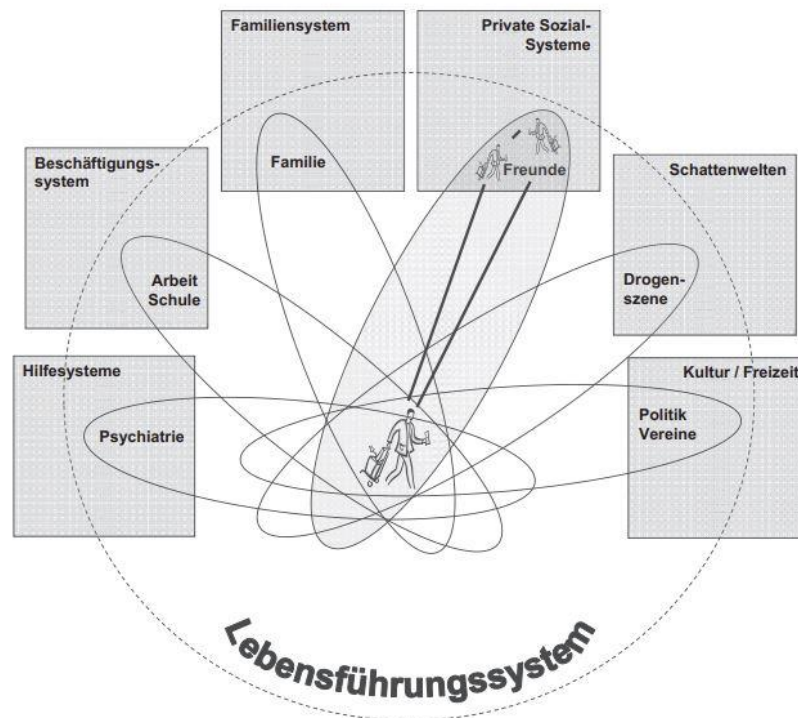 Familiensystem
Private Sozial-
Systeme
Familie
Freunde
Beschäftigungs-
system
Arbeit
Schule
Schattenwelten
Drogen-
szene
Hilfesysteme
Psychiatrie
Kultur / Freizeit
Politik
Vereine
Lebensführungssystem